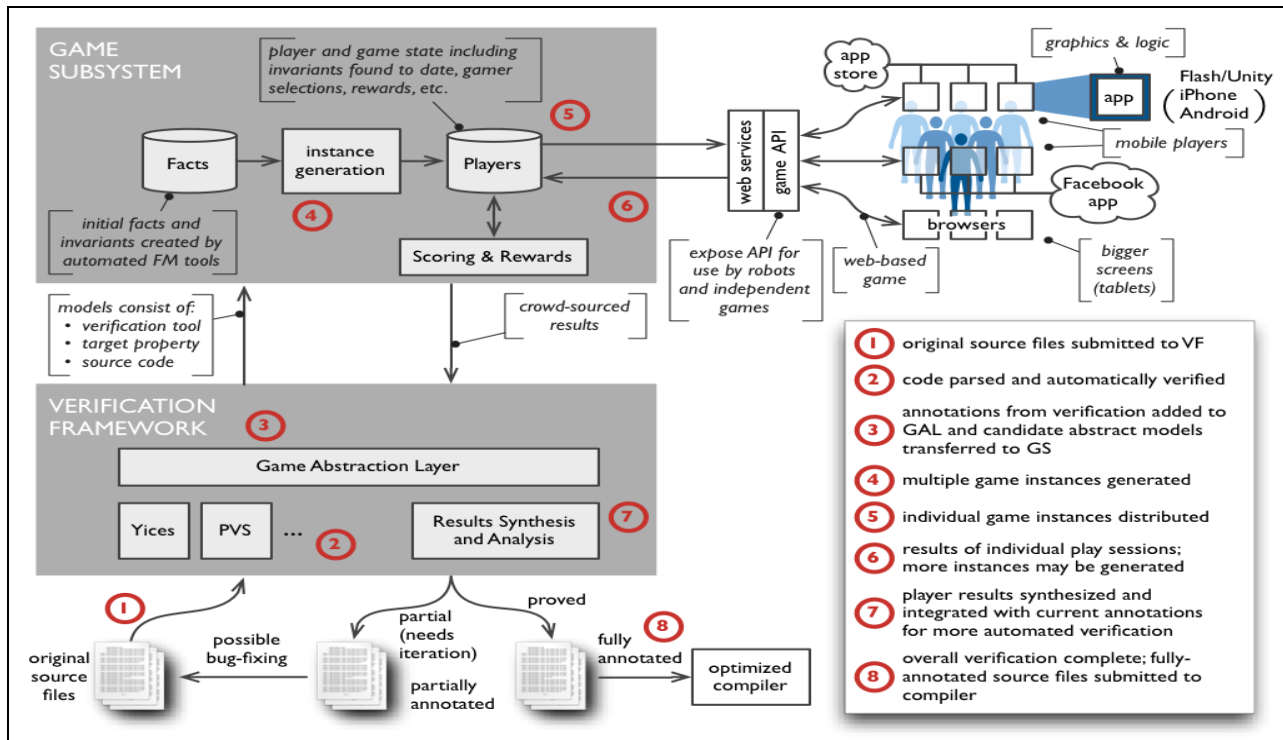 GAME
SUBSYSTEM
player and game state including
invariants found to date, gamer
selections, rewards, etc.
5
Facts
instance
generation
Players
4
6
initial facts and
invariants created by
automated FM tools
Scoring & Rewards
web services
game API
app
store
graphics & logic
app
Flash/Unity
iPhone
Android
mobile players
Facebook
app
browsers
expose API for
use by robots
and independent
games
web-based
game
bigger
screens
(tablets)
models consist of:
• verification tool
• target property
• source code
crowd-sourced
results
VERIFICATION
FRAMEWORK
3
Game Abstraction Layer
Yices
PVS
...
2
Results Synthesis
and Analysis
7
1
original
source
files
possible
bug-fixing
partial
(needs
iteration)
partially
annotated
proved
8
fully
annotated
optimized
compiler
1 original source files submitted to VF
2 code parsed and automatically verified
annotations from verification added to
3 GAL and candidate abstract models
transferred to GS
4 multiple game instances generated
5 individual game instances distributed
6 results of individual play sessions;
more instances may be generated
player results synthesized and
7 integrated with current annotations
for more automated verification
overall verification complete; fully-
8 annotated source files submitted to
compiler